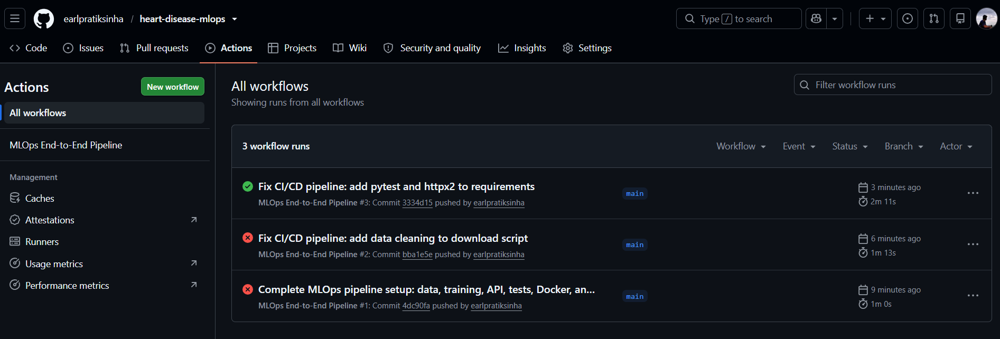 earlpratiksinha / heart-disease-mlops
Type / to search
Code Issues Pull requests Actions Projects Wiki Security and quality Insights Settings
Actions
New workflow
All workflows
MLOps End-to-End Pipeline
Management
Caches
Attestations
Runners
Usage metrics
Performance metrics
All workflows
Showing runs from all workflows
Filter workflow runs
3 workflow runs
Workflow Event Status Branch Actor
Fix CI/CD pipeline: add pytest and httpx2 to requirements
MLOps End-to-End Pipeline #3: Commit 3334d15 pushed by earlpratiksinha
main
3 minutes ago
2m 11s
Fix CI/CD pipeline: add data cleaning to download script
MLOps End-to-End Pipeline #2: Commit bba1e5e pushed by earlpratiksinha
main
6 minutes ago
1m 13s
Complete MLOps pipeline setup: data, training, API, tests, Docker, an...
MLOps End-to-End Pipeline #1: Commit 4dc90fa pushed by earlpratiksinha
main
9 minutes ago
1m 0s